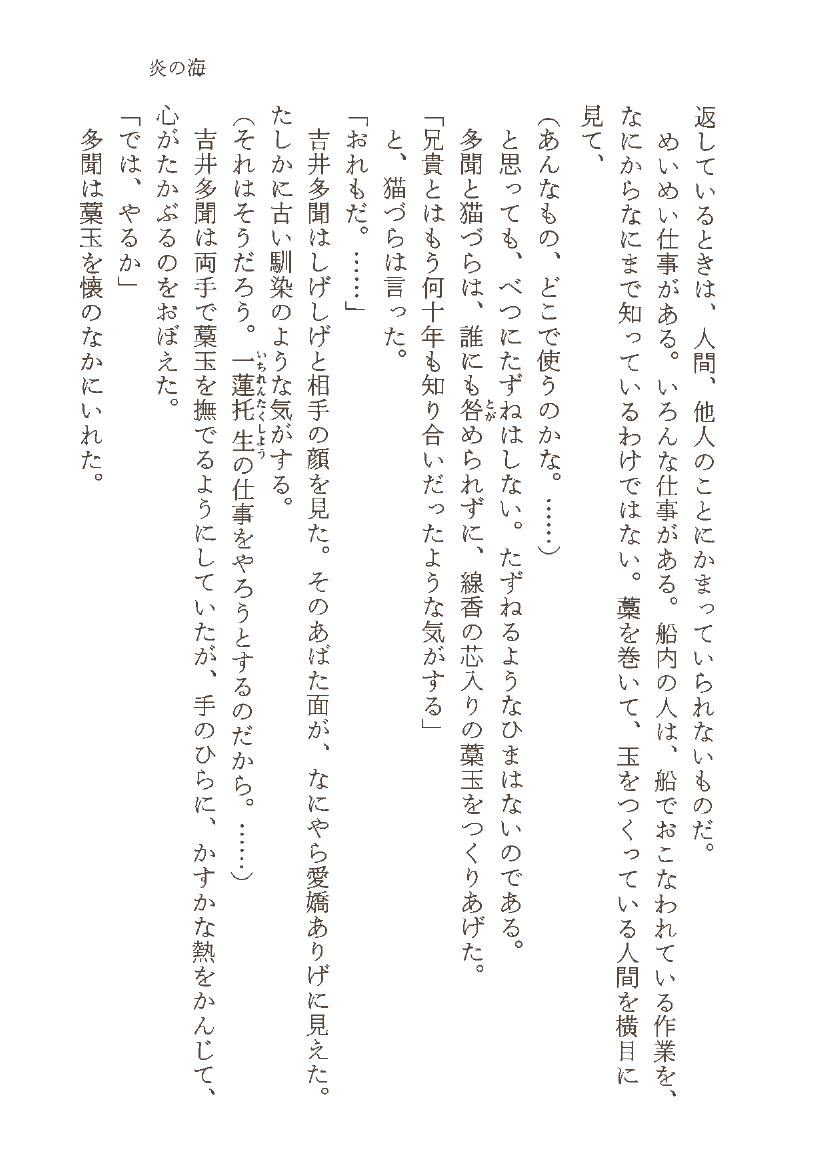 炎の海
返しているときは、人間、他人のことにかまっていられないものだ。
めいめい仕事がある。いろんな仕事がある。船内の人は、船でおこなわれている作業を、
なにからなにまで知っているわけではない。藁を巻いて、玉をつくっている人間を横目に
見て、
（あんなもの、どこで使うのかな。……）
と思っても、べつにたずねはしない。たずねるようなひまはないのである。
多聞と猫づらは、誰にも咎められずに、線香の芯入りの藁玉をつくりあげた。
「兄貴とはもう何十年も知り合いだったような気がする」
と、猫づらは言った。
「おれもだ。……」
吉井多聞はしげしげと相手の顔を見た。そのあばた面が、なにやら愛嬌ありげに見えた。
たしかに古い馴染のような気がする。
（それはそうだろう。一蓮托生の仕事をやろうとするのだから。……）
吉井多聞は両手で藁玉を撫でるようにしていたが、手のひらに、かすかな熱をかんじて、
心がたかぶるのをおぼえた。
「では、やるか」
多聞は藁玉を懐のなかにいれた。